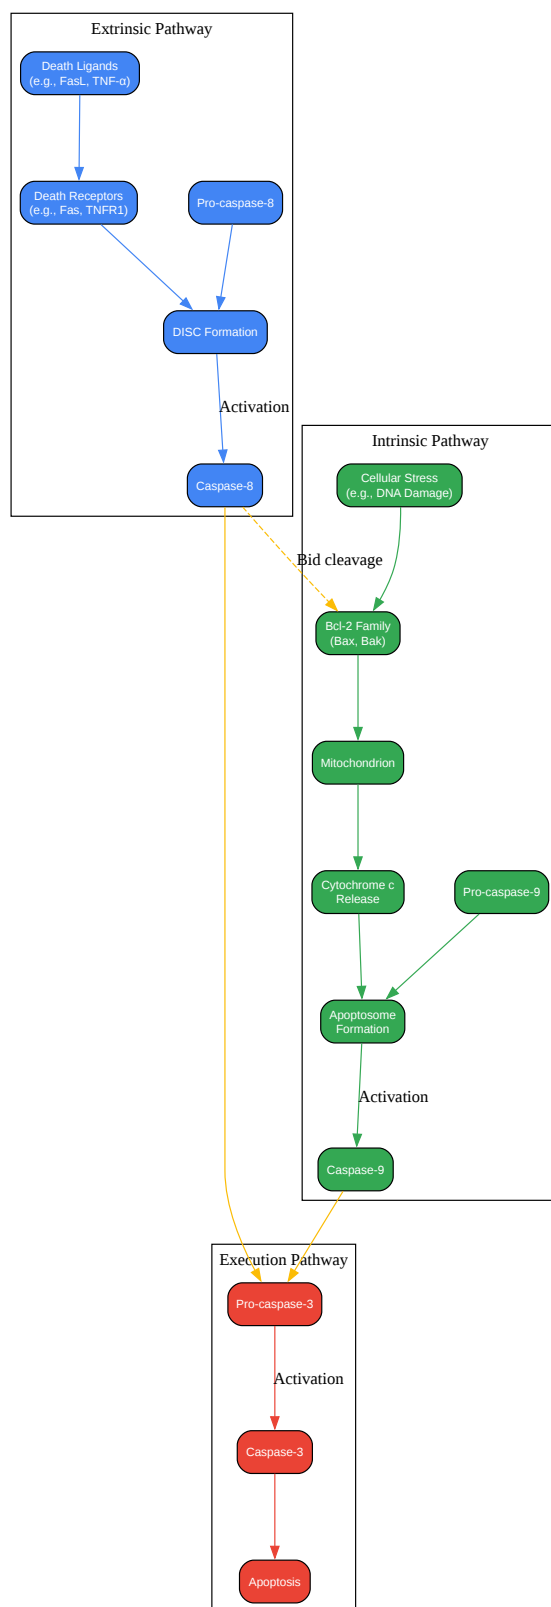 Extrinsic Pathway
Death Ligands
(e.g., FasL, TNF-α)
Death Receptors
(e.g., Fas, TNFR1)
Pro-caspase-8
DISC Formation
Activation
Caspase-8
Intrinsic Pathway
Cellular Stress
(e.g., DNA Damage)
Bid cleavage
Bcl-2 Family
(Bax, Bak)
Mitochondrion
Cytochrome c
Release
Pro-caspase-9
Apoptosome
Formation
Activation
Caspase-9
Execution Pathway
Pro-caspase-3
Activation
Caspase-3
Apoptosis